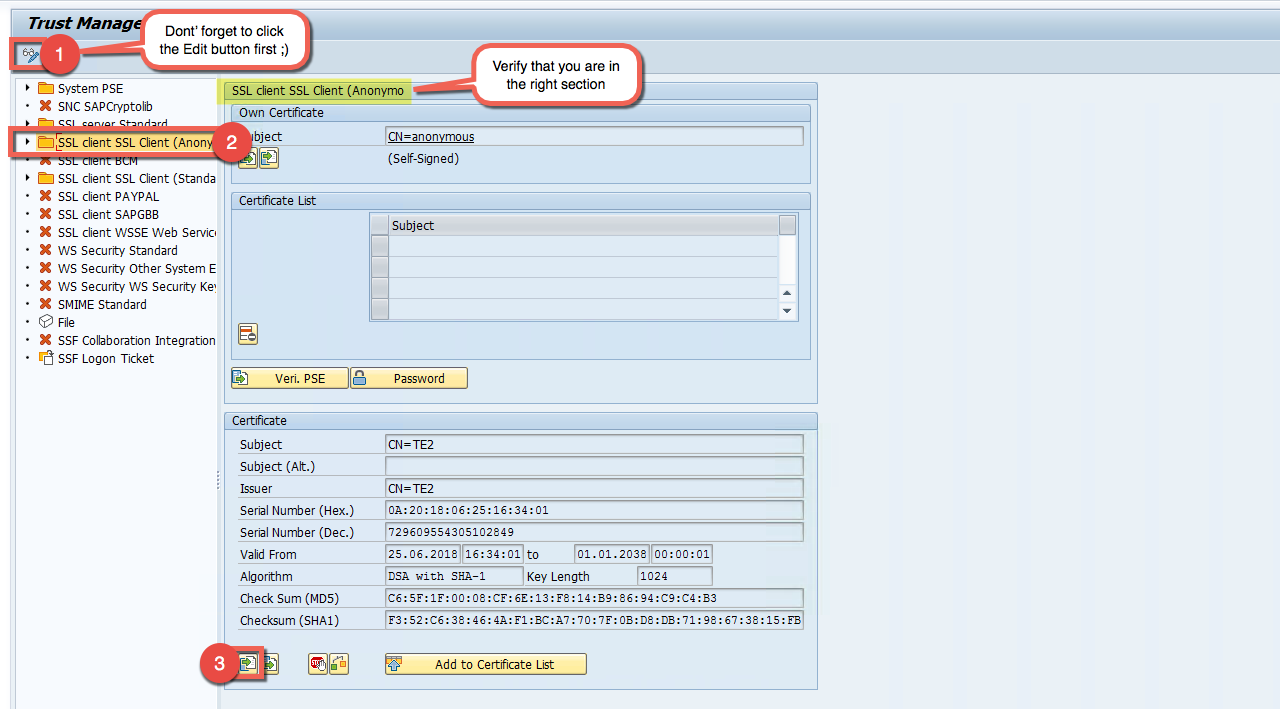 Trust Manage
1
Dont' forget to click
the Edit button first ;)
Verify that you are in
the right section
System PSE
SNC SAPCryptolib
SSL server Standard
SSL client SSL Client (Anony
2
SSL client BCM
SSL client SSL Client (Standa
SSL client PAYPAL
SSL client SAPGBB
SSL client WSSE Web Service
WS Security Standard
WS Security Other System E
WS Security WS Security Key
SMIME Standard
File
SSF Collaboration Integration
SSF Logon Ticket
SSL client SSL Client (Anonymo
Own Certificate
bject CN=anonymous
(Self-Signed)
Certificate List
Subject
Veri. PSE Password
Certificate
Subject CN=TE2
Subject (Alt.)
Issuer CN=TE2
Serial Number (Hex.) 0A:20:18:06:25:16:34:01
Serial Number (Dec.) 729609554305102849
Valid From 25.06.2018 16:34:01 to 01.01.2038 00:00:01
Algorithm DSA with SHA-1 Key Length 1024
Check Sum (MD5) C6:5F:1F:00:08:CF:6E:13:F8:14:B9:86:94:C9:C4:B3
Checksum (SHA1) F3:52:C6:38:46:4A:F1:BC:A7:70:7F:0B:D8:DB:71:98:67:38:15:FB
3
Add to Certificate List